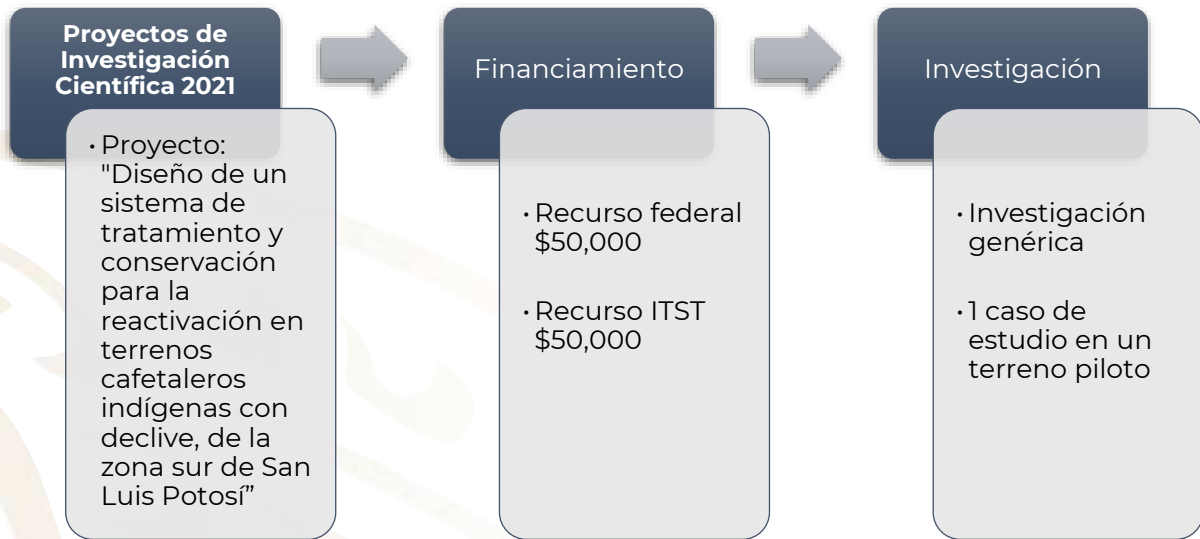 Proyectos de
Investigación
Científica 2021
• Proyecto:
"Diseño de un
sistema de
tratamiento y
conservación
para la
reactivación en
terrenos
cafetaleros
indígenas con
declive, de la
zona sur de San
Luis Potosí”
Financiamiento
• Recurso federal
$50,000
• Recurso ITST
$50,000
Investigación
• Investigación
genérica
• 1 caso de
estudio en un
terreno piloto